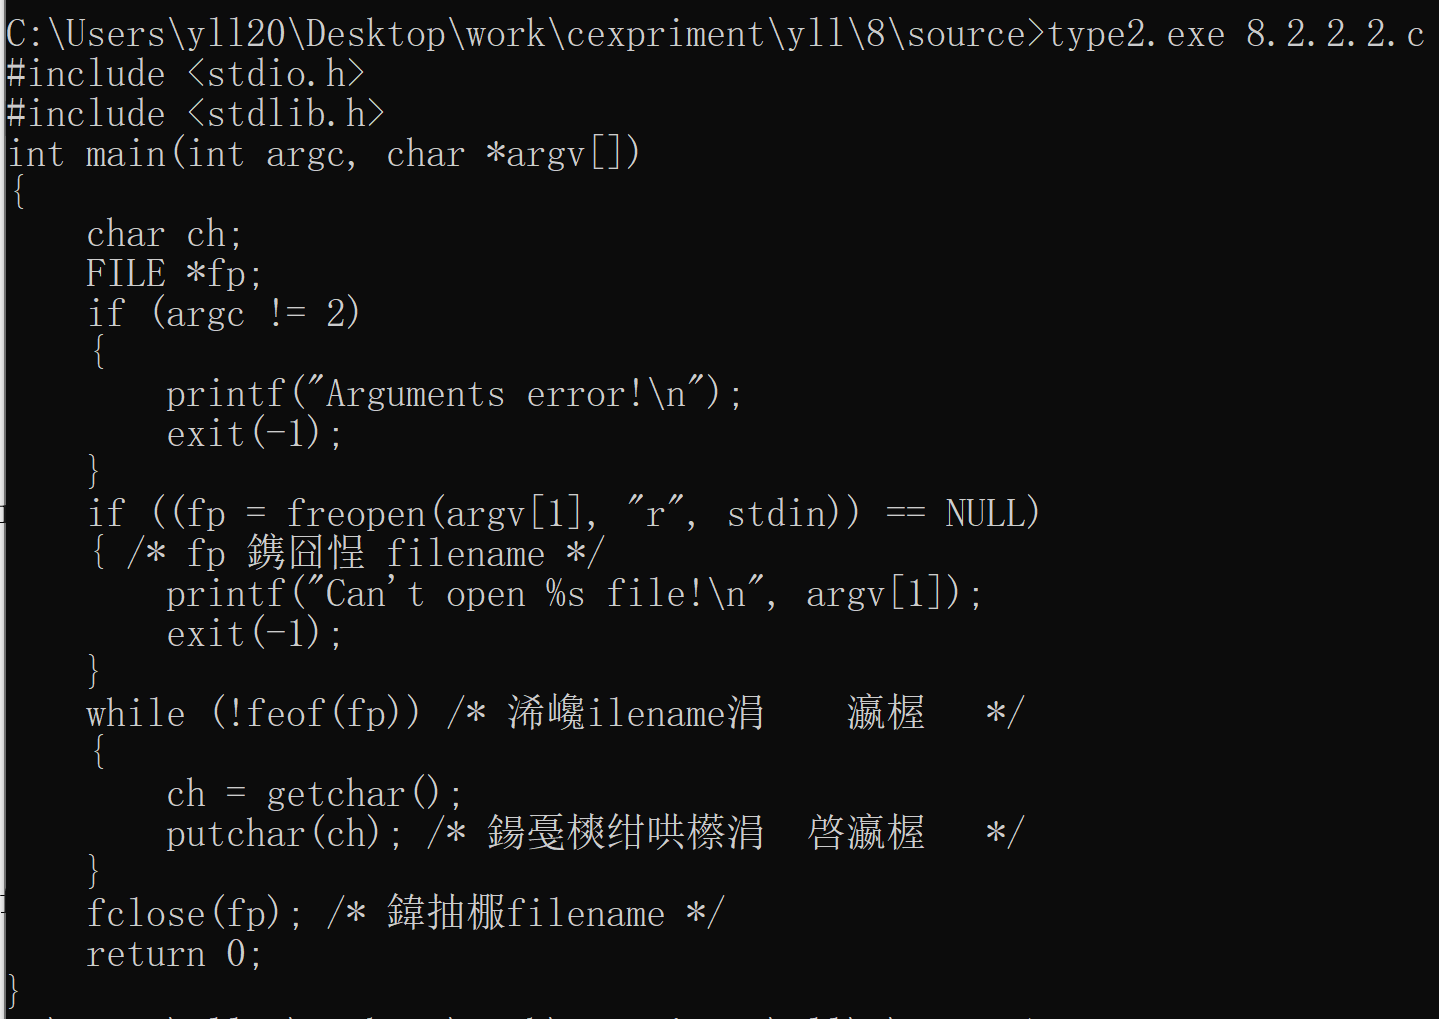 C:\Users\yll20\Desktop\work\cexpriment\yll\8\source>type2.exe 8.2.2.2.c
#include <stdio.h>
#include <stdlib.h>
int main(int argc, char *argv[])
{
    char ch;
    FILE *fp;
    if (argc != 2)
    {
        printf("Arguments error!\n");
        exit(-1);
    }
    if ((fp = freopen(argv[1], "r", stdin)) == NULL)
    { /* fp 鎸囧悜 filename */
        printf("Can't open %s file!\n", argv[1]);
        exit(-1);
    }
    while (!feof(fp)) /* 浠巉ilename涓    瀛楃   */
    {
        ch = getchar();
        putchar(ch); /* 鍚戞樉绀哄櫒涓  啓瀛楃   */
    }
    fclose(fp); /* 鍏抽棴filename */
    return 0;
}